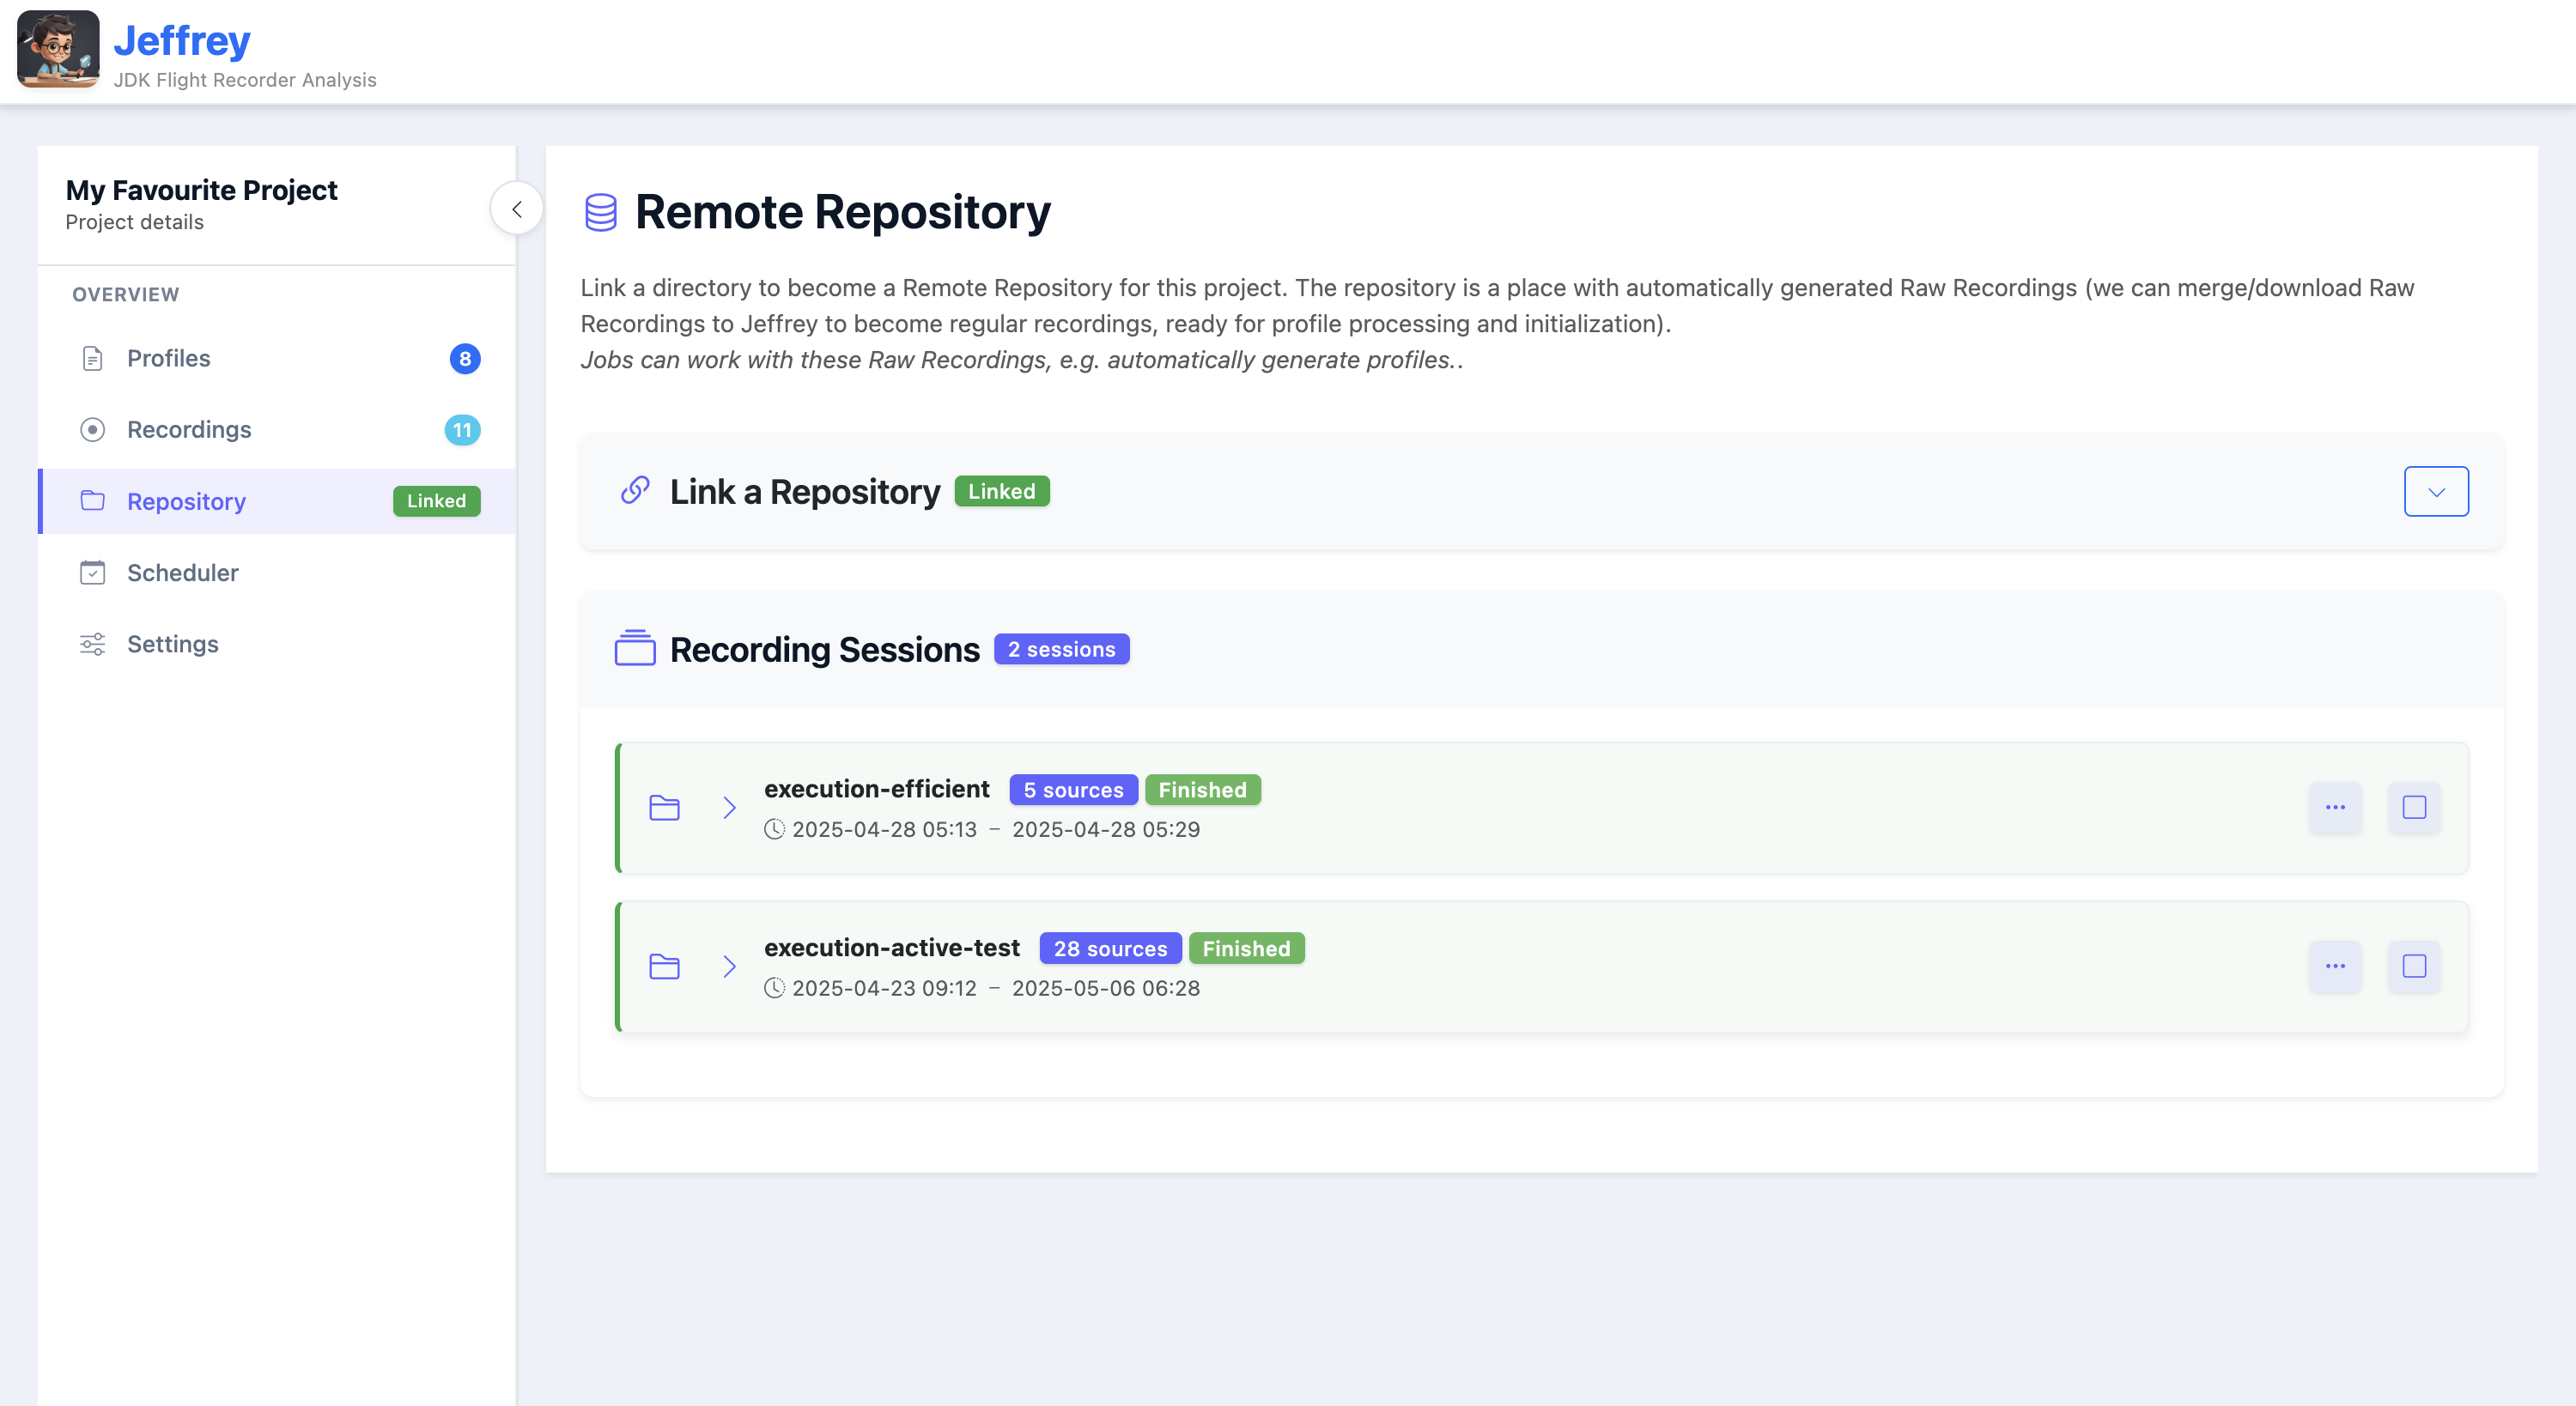 Jeffrey
JDK Flight Recorder Analysis
My Favourite Project
Project details
OVERVIEW
Profiles 8
Recordings 11
Repository Linked
Scheduler
Settings
Remote Repository
Link a directory to become a Remote Repository for this project. The repository is a place with automatically generated Raw Recordings (we can merge/download Raw
Recordings to Jeffrey to become regular recordings, ready for profile processing and initialization).
Jobs can work with these Raw Recordings, e.g. automatically generate profiles..
Link a Repository Linked
Recording Sessions 2 sessions
execution-efficient 5 sources Finished
2025-04-28 05:13 – 2025-04-28 05:29
execution-active-test 28 sources Finished
2025-04-23 09:12 – 2025-05-06 06:28